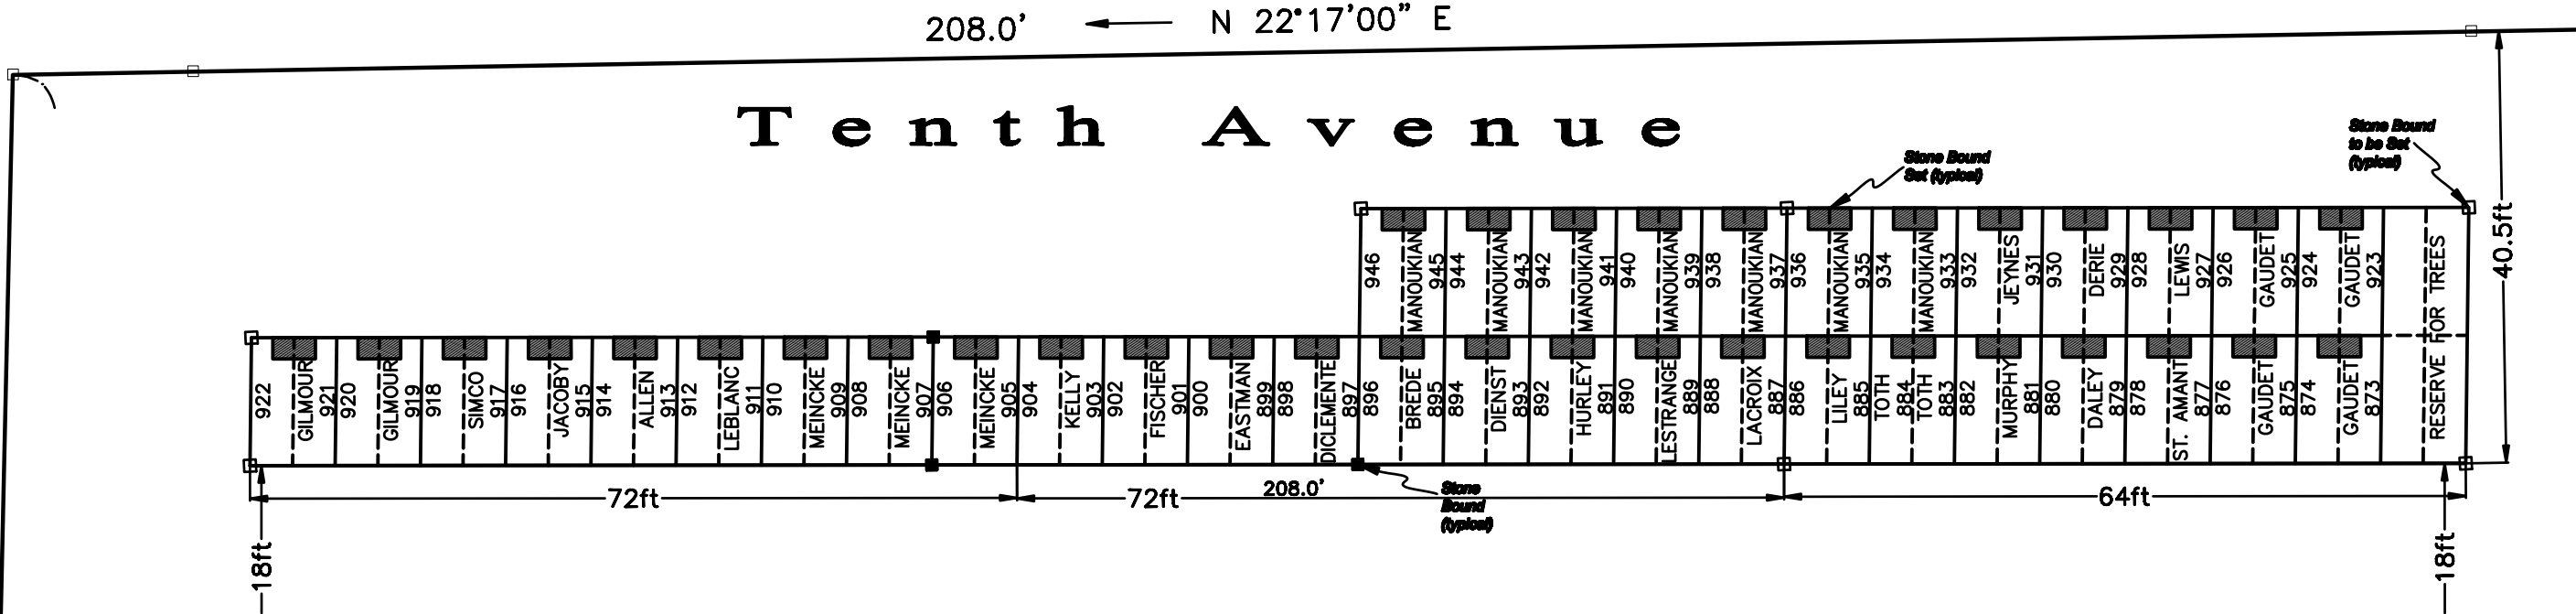 208.0' N 22°17'00" E
Tenth Avenue
Stone Bound
to be Set
(typical)
Stone Bound
Set (typical)
40.5ft
946 MANOUKIAN 945
944 MANOUKIAN 943
942 MANOUKIAN 941
940 MANOUKIAN 939
938 MANOUKIAN 937
936 MANOUKIAN 935
934 MANOUKIAN 933
932 JEYNES 931
930 DERIE 929
928 LEWIS 927
926 GAUDET 925
924 GAUDET 923
RESERVE FOR TREES
922 GILMOUR 921
920 GILMOUR 919
918 SIMCO 917
916 JACOBY 915
914 ALLEN 913
912 LEBLANC 911
910 MEINCKE 909
908 MEINCKE 907
906 MEINCKE 905
904 KELLY 903
902 FISCHER 901
900 EASTMAN 899
898 DICLEMENTE 897
896 BREDE 895
894 DIENST 893
892 HURLEY 891
890 LESTRANGE 889
888 LACROIX 887
886 LILEY 885
TOTH 884 TOTH 883
882 MURPHY 881
880 DALEY 879
878 ST. AMANT 877
876 GAUDET 875
874 GAUDET 873
72ft 72ft 208.0' 64ft
Stone
Bound
(typical)
18ft 18ft